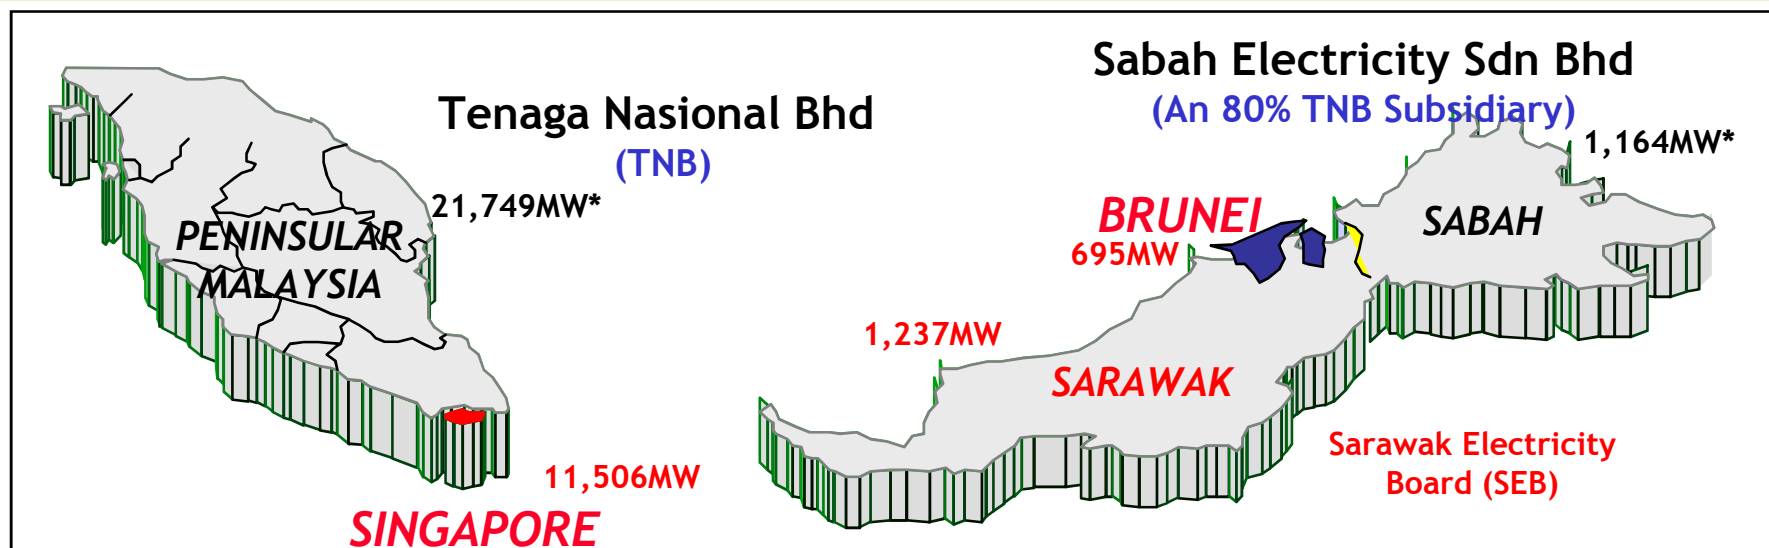 Sabah Electricity Sdn Bhd
(An 80% TNB Subsidiary)
Tenaga Nasional Bhd
(TNB)
1,164MW*
21,749MW*
BRUNEI
695MW
SABAH
PENINSULAR
MALAYSIA
1,237MW
SARAWAK
Sarawak Electricity
Board (SEB)
11,506MW
SINGAPORE